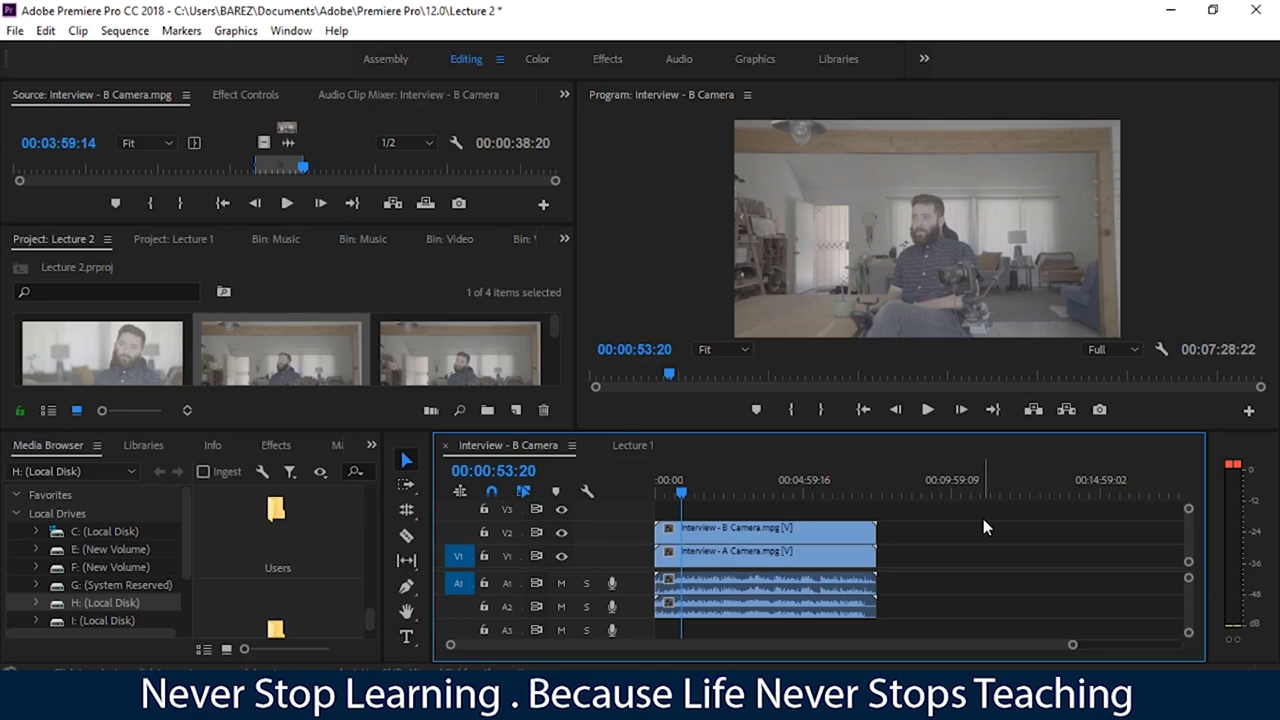 Adobe Premiere Pro CC 2018 - C:\Users\BAREZ\Documents\Adobe\Premiere Pro\12.0\Lecture 2 *
File Edit Clip Sequence Markers Graphics Window Help
Assembly Editing Color Effects Audio Graphics Libraries
Source: Interview - B Camera.mpg Effect Controls Audio Clip Mixer: Interview - B Camera
Program: Interview - B Camera
00:03:59:14 Fit 1/2 00:00:38:20
Project: Lecture 2 Project: Lecture 1 Bin: Music Bin: Music Bin: Video Bin:
Lecture 2.prproj
1 of 4 items selected
00:00:53:20 Fit Full 00:07:28:22
Media Browser Libraries Info Effects
H: (Local Disk) Ingest
Favorites
Local Drives
C: (Local Disk)
E: (New Volume)
F: (New Volume)
G: (System Reserved)
H: (Local Disk)
I: (Local Disk)
Users
Interview - B Camera Lecture 1
00:00:53:20
:00:00 00:04:59:16 00:09:59:09 00:14:59:02
V3
V2 Interview - B Camera.mpg [V]
V1 V1 Interview - A Camera.mpg [V]
A1 A1 M S
A2 M S
A3 M S
0
-12
-24
-36
-48
dB
Never Stop Learning . Because Life Never Stops Teaching